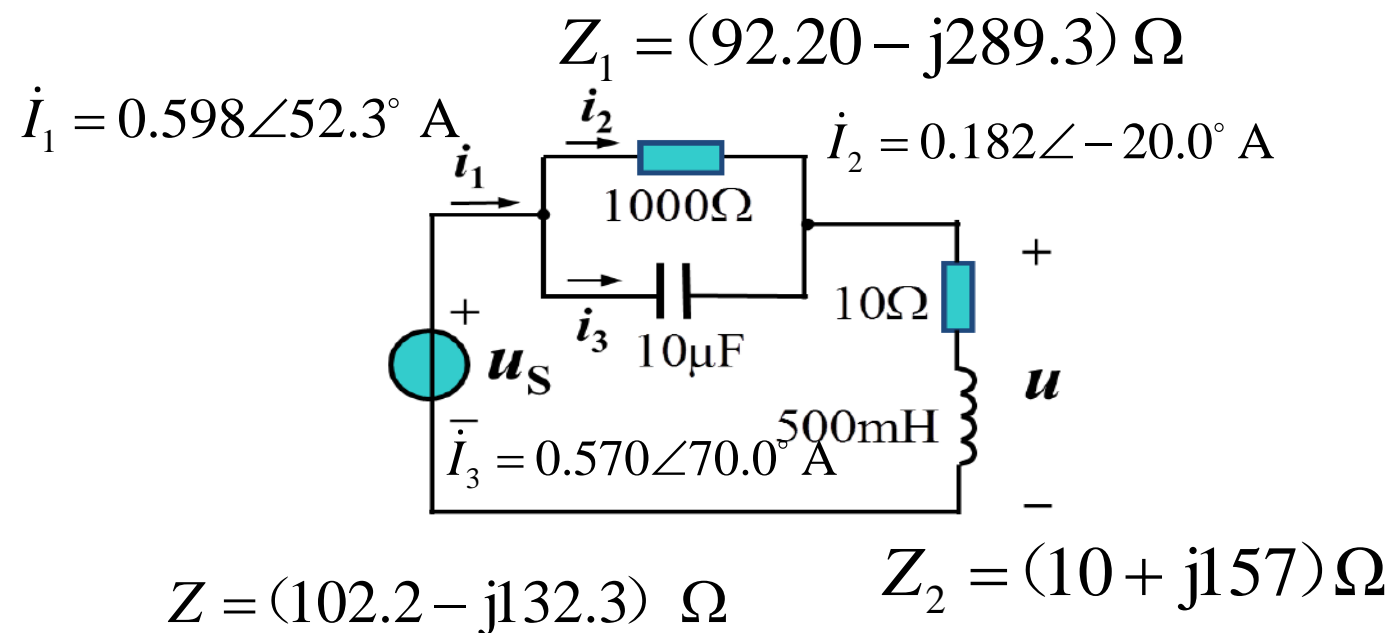 Z₁ = (92.20 − j289.3) Ω
İ₁ = 0.598∠52.3° A
i₂
İ₂ = 0.182∠−20.0° A
i₁
1000Ω
+
10Ω
+
i₃
10μF
uS
u
500mH
−
İ₃ = 0.570∠70.0° A
−
Z₂ = (10 + j157) Ω
Z = (102.2 − j132.3) Ω